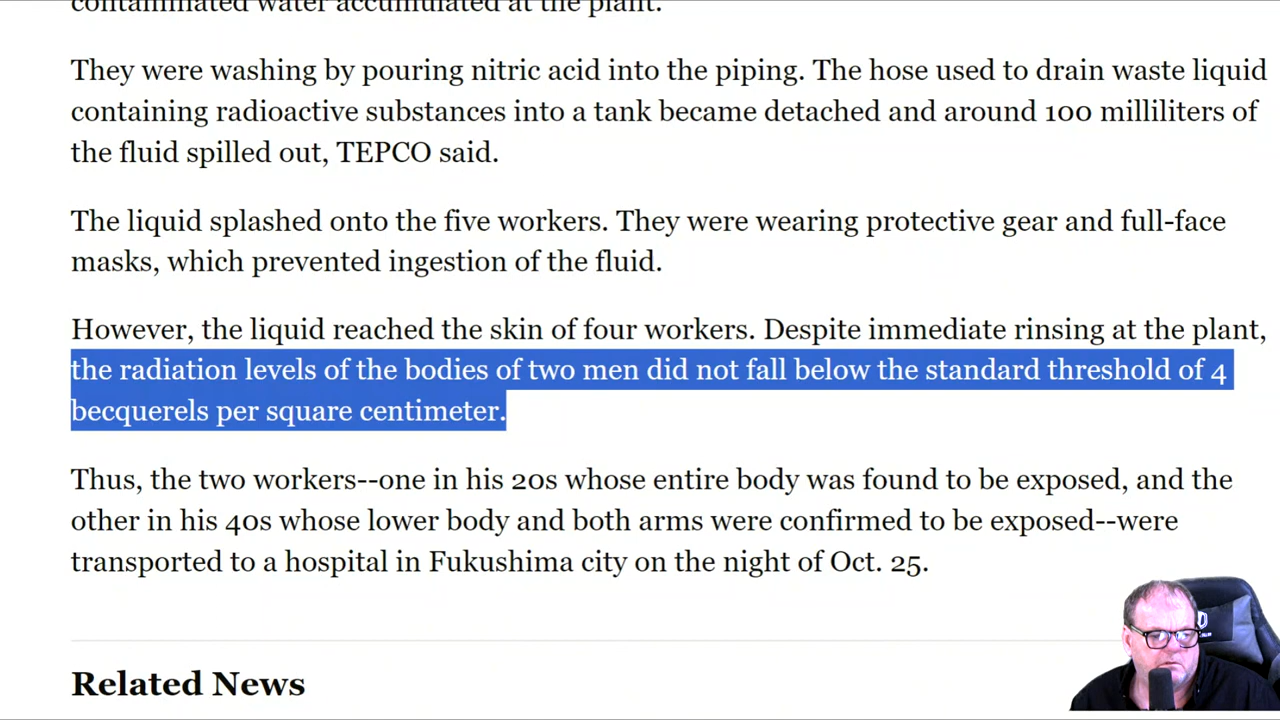 contaminated water accumulated at the plant.
They were washing by pouring nitric acid into the piping. The hose used to drain waste liquid
containing radioactive substances into a tank became detached and around 100 milliliters of
the fluid spilled out, TEPCO said.
The liquid splashed onto the five workers. They were wearing protective gear and full-face
masks, which prevented ingestion of the fluid.
However, the liquid reached the skin of four workers. Despite immediate rinsing at the plant,
the radiation levels of the bodies of two men did not fall below the standard threshold of 4
becquerels per square centimeter.
Thus, the two workers--one in his 20s whose entire body was found to be exposed, and the
other in his 40s whose lower body and both arms were confirmed to be exposed--were
transported to a hospital in Fukushima city on the night of Oct. 25.
Related News